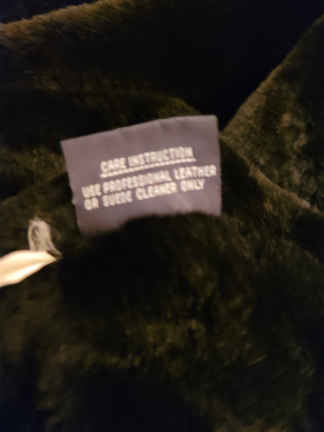 CARE INSTRUCTION
USE PROFESSIONAL LEATHER
OR SUEDE CLEANER ONLY